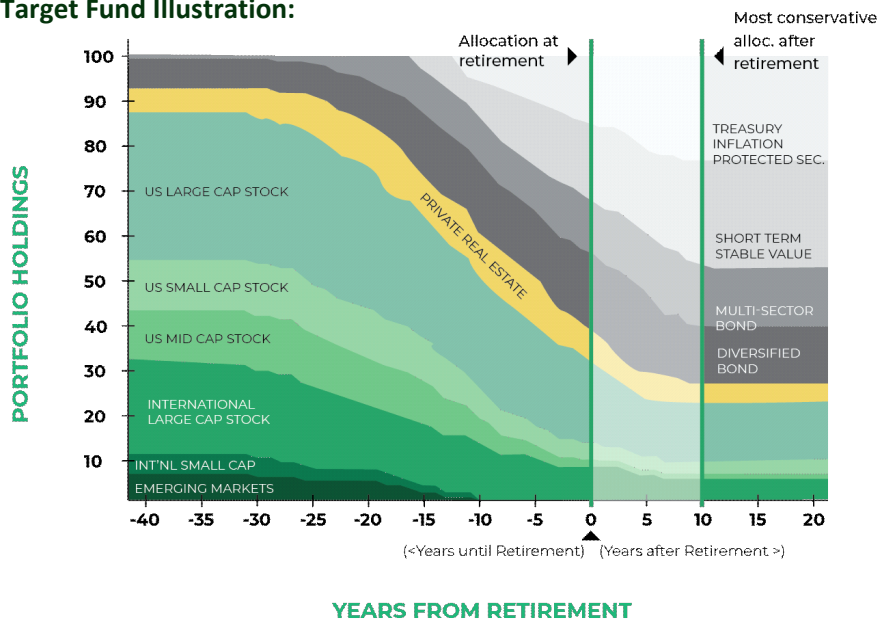 Target Fund Illustration:
Most conservative
alloc. after
retirement
Allocation at
retirement
100
90
80
70
60
50
40
30
20
10
PORTFOLIO HOLDINGS
US LARGE CAP STOCK
US SMALL CAP STOCK
US MID CAP STOCK
INTERNATIONAL
LARGE CAP STOCK
INT'NL SMALL CAP
EMERGING MARKETS
PRIVATE REAL ESTATE
TREASURY
INFLATION
PROTECTED SEC.
SHORT TERM
STABLE VALUE
MULTI-SECTOR
BOND
DIVERSIFIED
BOND
-40 -35 -30 -25 -20 -15 -10 -5 0 5 10 15 20
(<Years until Retirement) (Years after Retirement >)
YEARS FROM RETIREMENT